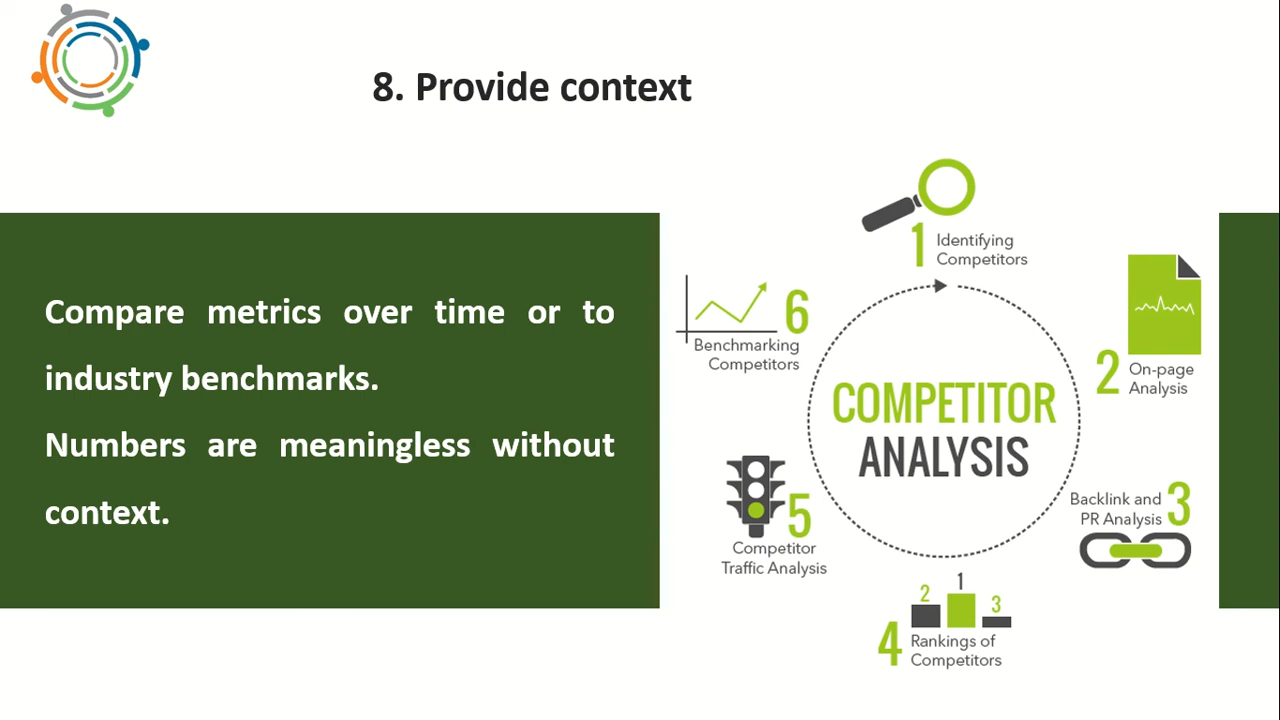 8. Provide context
Compare metrics over time or to
industry benchmarks.
Numbers are meaningless without
context.
COMPETITOR
ANALYSIS
1 Identifying
Competitors
2 On-page
Analysis
Backlink and 3
PR Analysis
2 1 3
4 Rankings of
Competitors
5
Competitor
Traffic Analysis
6
Benchmarking
Competitors